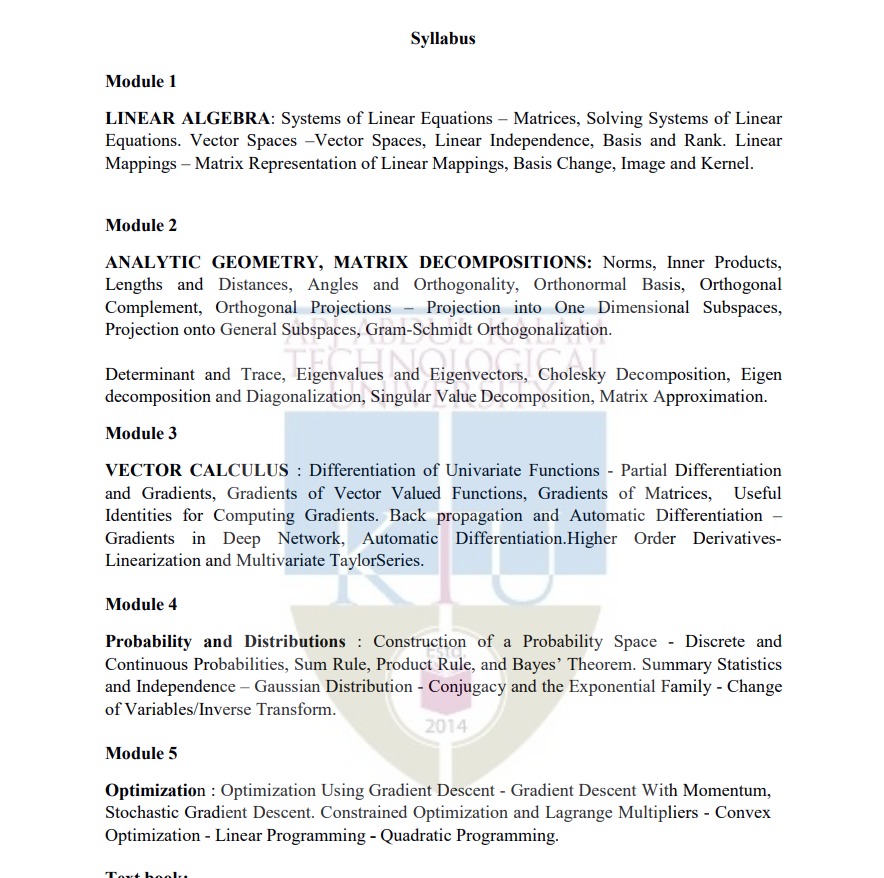 Syllabus
Module 1
LINEAR ALGEBRA: Systems of Linear Equations – Matrices, Solving Systems of Linear
Equations. Vector Spaces –Vector Spaces, Linear Independence, Basis and Rank. Linear
Mappings – Matrix Representation of Linear Mappings, Basis Change, Image and Kernel.
Module 2
ANALYTIC GEOMETRY, MATRIX DECOMPOSITIONS: Norms, Inner Products,
Lengths and Distances, Angles and Orthogonality, Orthonormal Basis, Orthogonal
Complement, Orthogonal Projections – Projection into One Dimensional Subspaces,
Projection onto General Subspaces, Gram-Schmidt Orthogonalization.
API ABDUL KALAM
TECHNOLOGICAL
UNIVERSITY
Determinant and Trace, Eigenvalues and Eigenvectors, Cholesky Decomposition, Eigen
decomposition and Diagonalization, Singular Value Decomposition, Matrix Approximation.
Module 3
VECTOR CALCULUS : Differentiation of Univariate Functions - Partial Differentiation
and Gradients, Gradients of Vector Valued Functions, Gradients of Matrices, Useful
Identities for Computing Gradients. Back propagation and Automatic Differentiation –
Gradients in Deep Network, Automatic Differentiation.Higher Order Derivatives-
Linearization and Multivariate TaylorSeries.
KTU
Module 4
Probability and Distributions : Construction of a Probability Space - Discrete and
Continuous Probabilities, Sum Rule, Product Rule, and Bayes’ Theorem. Summary Statistics
and Independence – Gaussian Distribution - Conjugacy and the Exponential Family - Change
of Variables/Inverse Transform.
Estd.
2014
Module 5
Optimization : Optimization Using Gradient Descent - Gradient Descent With Momentum,
Stochastic Gradient Descent. Constrained Optimization and Lagrange Multipliers - Convex
Optimization - Linear Programming - Quadratic Programming.
Text book: